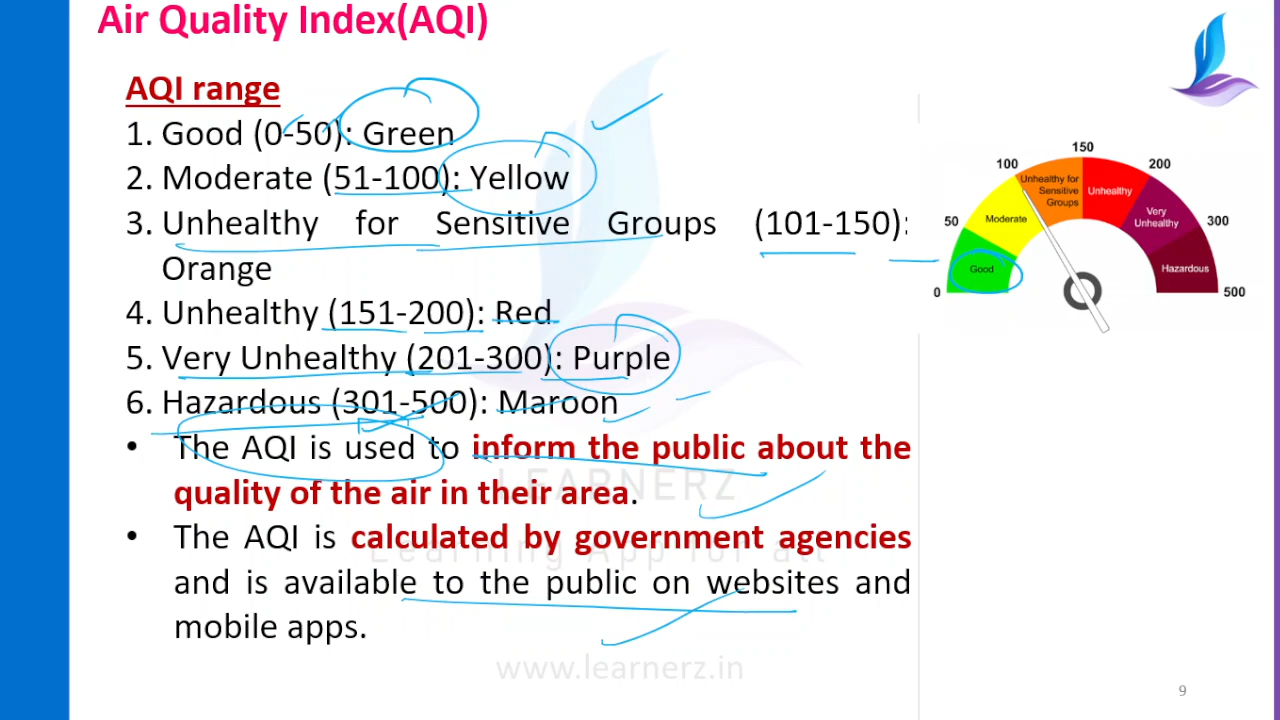 Air Quality Index(AQI)
AQI range
1. Good (0-50): Green
2. Moderate (51-100): Yellow
3. Unhealthy for Sensitive Groups (101-150):
Orange
4. Unhealthy (151-200): Red
5. Very Unhealthy (201-300): Purple
6. Hazardous (301-500): Maroon
• The AQI is used to inform the public about the
quality of the air in their area.
• The AQI is calculated by government agencies
and is available to the public on websites and
mobile apps.
0
50
100
150
200
300
500
Good
Moderate
Unhealthy for
Sensitive
Groups
Unhealthy
Very
Unhealthy
Hazardous
LEARNERZ
Learning App for all
www.learnerz.in
9